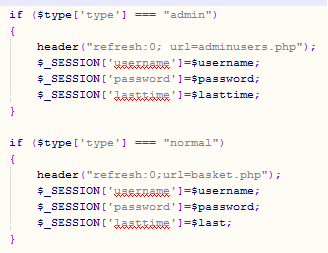 if ($type['type'] === "admin")
{
header("refresh:0; url=adminusers.php");
$_SESSION['username']=$username;
$_SESSION['password']=$password;
$_SESSION['lasttime']=$lasttime;
}
if ($type['type'] === "normal")
{
header("refresh:0;url=basket.php");
$_SESSION['username']=$username;
$_SESSION['password']=$password;
$_SESSION['lasttime']=$last;
}